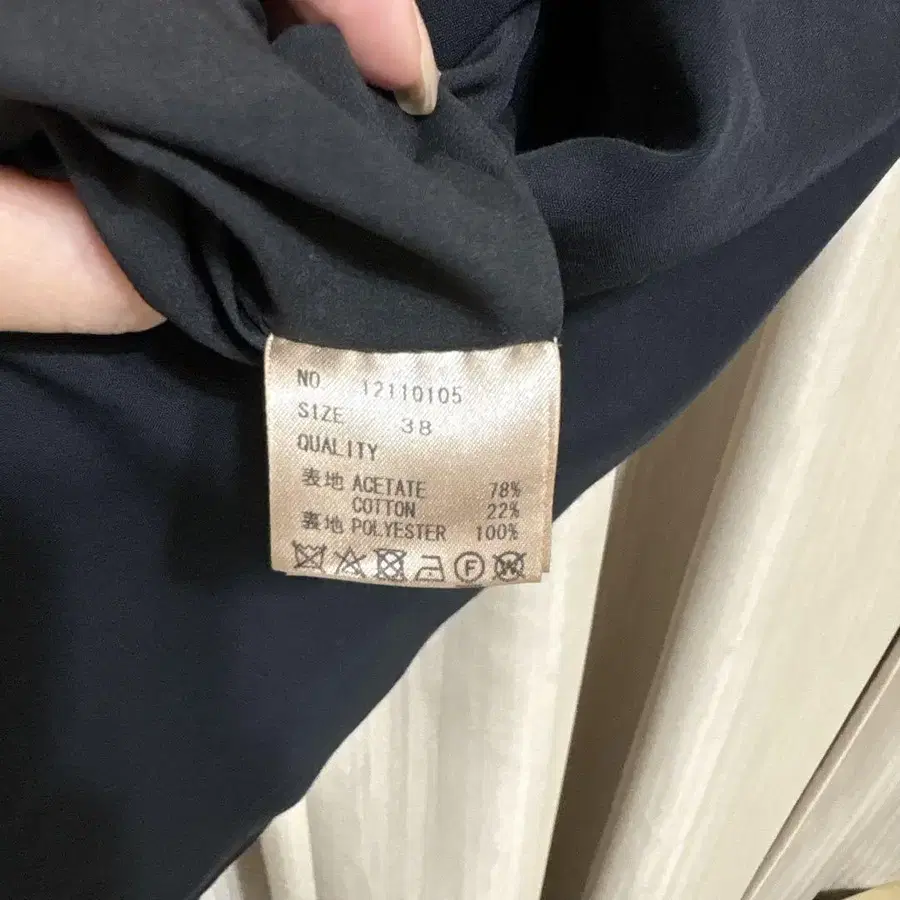 NO. 12110105
SIZE 38
QUALITY
表地 ACETATE 78%
COTTON 22%
裏地 POLYESTER 100%
F W